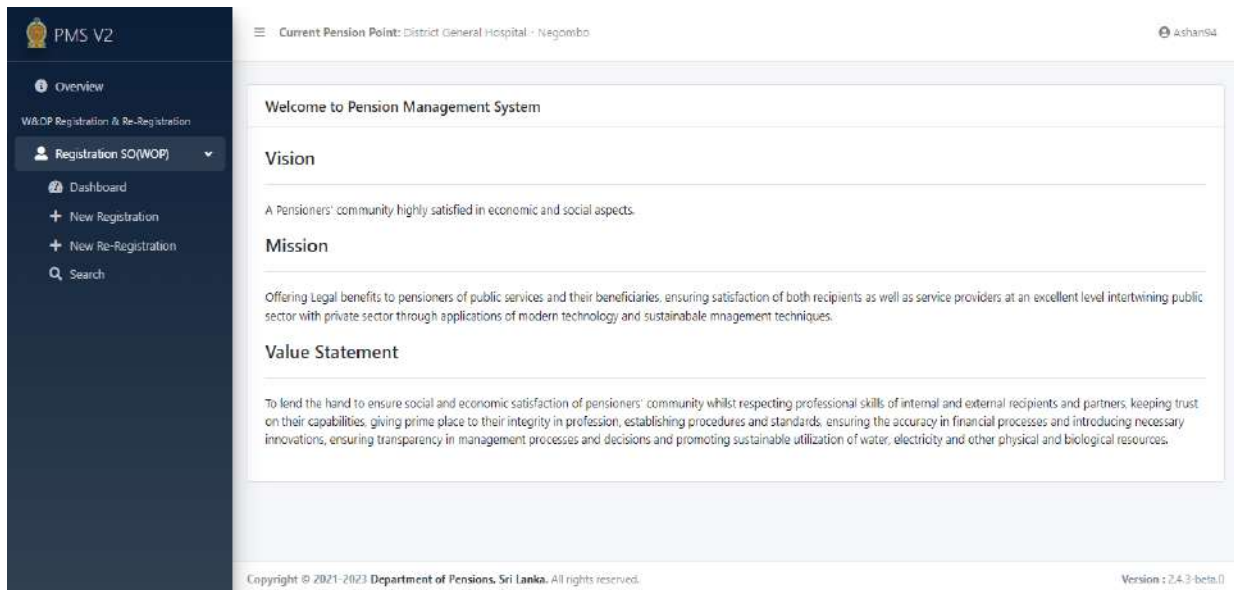 PMS V2
Current Pension Point: District General Hospital - Negombo
Ashan94
Overview
W&OP Registration & Re-Registration
Registration SO(WOP)
Dashboard
New Registration
New Re-Registration
Search
Welcome to Pension Management System
Vision
A Pensioners' community highly satisfied in economic and social aspects.
Mission
Offering Legal benefits to pensioners of public services and their beneficiaries, ensuring satisfaction of both recipients as well as service providers at an excellent level intertwining public
sector with private sector through applications of modern technology and sustainabale mnagement techniques.
Value Statement
To lend the hand to ensure social and economic satisfaction of pensioners' community whilst respecting professional skills of internal and external recipients and partners, keeping trust
on their capabilities, giving prime place to their integrity in profession, establishing procedures and standards, ensuring the accuracy in financial processes and introducing necessary
innovations, ensuring transparency in management processes and decisions and promoting sustainable utilization of water, electricity and other physical and biological resources.
Copyright © 2021-2023 Department of Pensions, Sri Lanka. All rights reserved.
Version : 2.4.3-beta.0